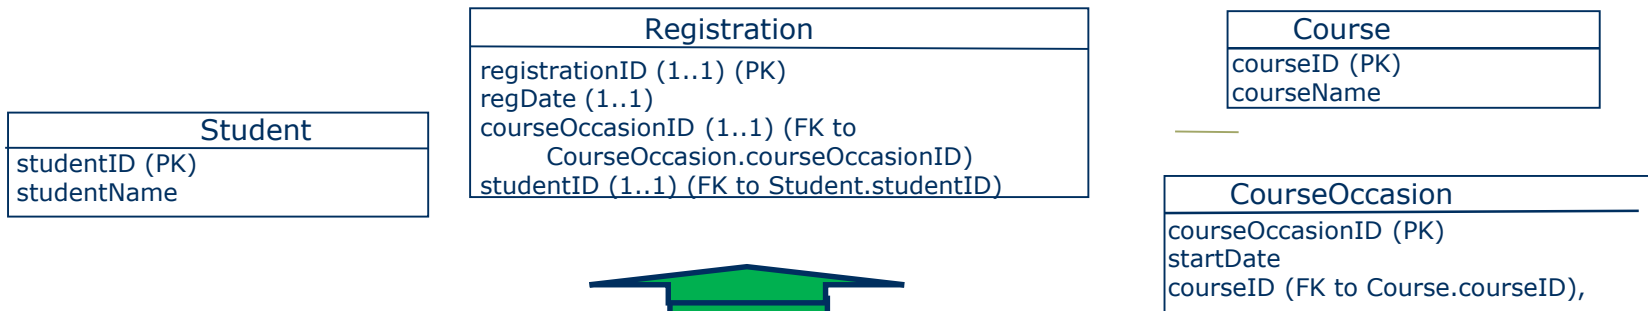 Student
studentID (PK)
studentName
Registration
registrationID (1..1) (PK)
regDate (1..1)
courseOccasionID (1..1) (FK to
CourseOccasion.courseOccasionID)
studentID (1..1) (FK to Student.studentID)
Course
courseID (PK)
courseName
CourseOccasion
courseOccasionID (PK)
startDate
courseID (FK to Course.courseID),